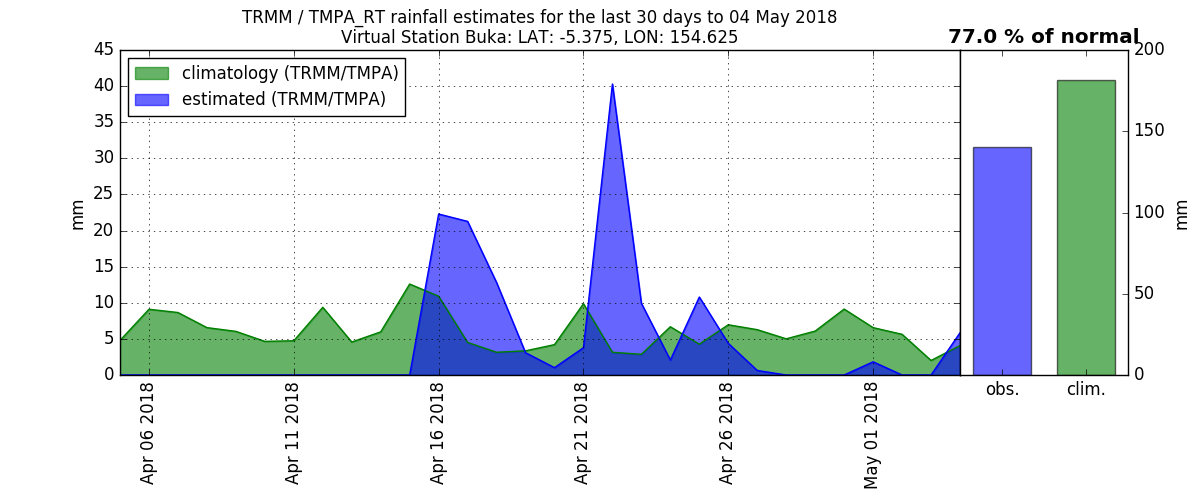 TRMM / TMPA_RT rainfall estimates for the last 30 days to 04 May 2018
Virtual Station Buka: LAT: -5.375, LON: 154.625
77.0 % of normal
climatology (TRMM/TMPA)
estimated (TRMM/TMPA)
45
40
35
30
25
20
15
10
5
0
mm
Apr 06 2018
Apr 11 2018
Apr 16 2018
Apr 21 2018
Apr 26 2018
May 01 2018
200
150
100
50
0
mm
obs.
clim.